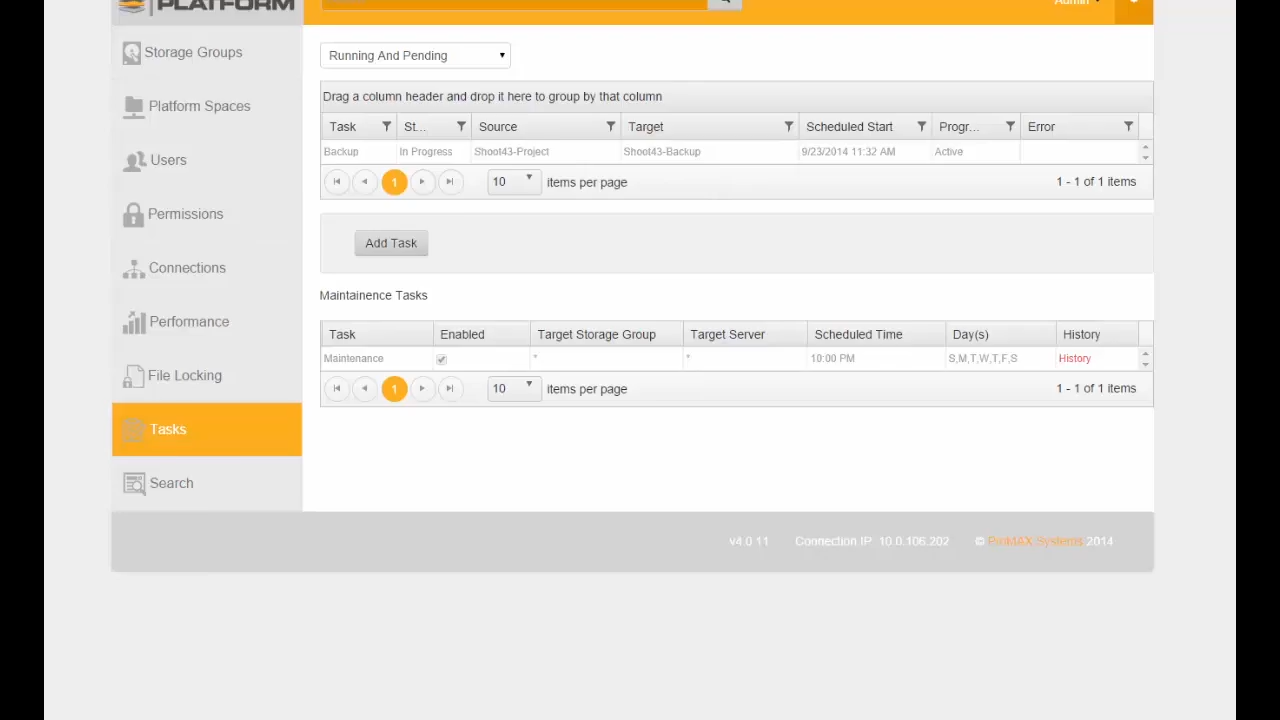 PLATFORM
Admin
Storage Groups
Platform Spaces
Users
Permissions
Connections
Performance
File Locking
Tasks
Search
Running And Pending
Drag a column header and drop it here to group by that column
Task St... Source Target Scheduled Start Progr... Error
Backup In Progress Shoot43-Project Shoot43-Backup 9/23/2014 11:32 AM Active
1 10 items per page 1 - 1 of 1 items
Add Task
Maintainence Tasks
Task Enabled Target Storage Group Target Server Scheduled Time Day(s) History
Maintenance * * 10:00 PM S,M,T,W,T,F,S History
1 10 items per page 1 - 1 of 1 items
v4.0.11 Connection IP: 10.0.106.202 © ProMAX Systems 2014